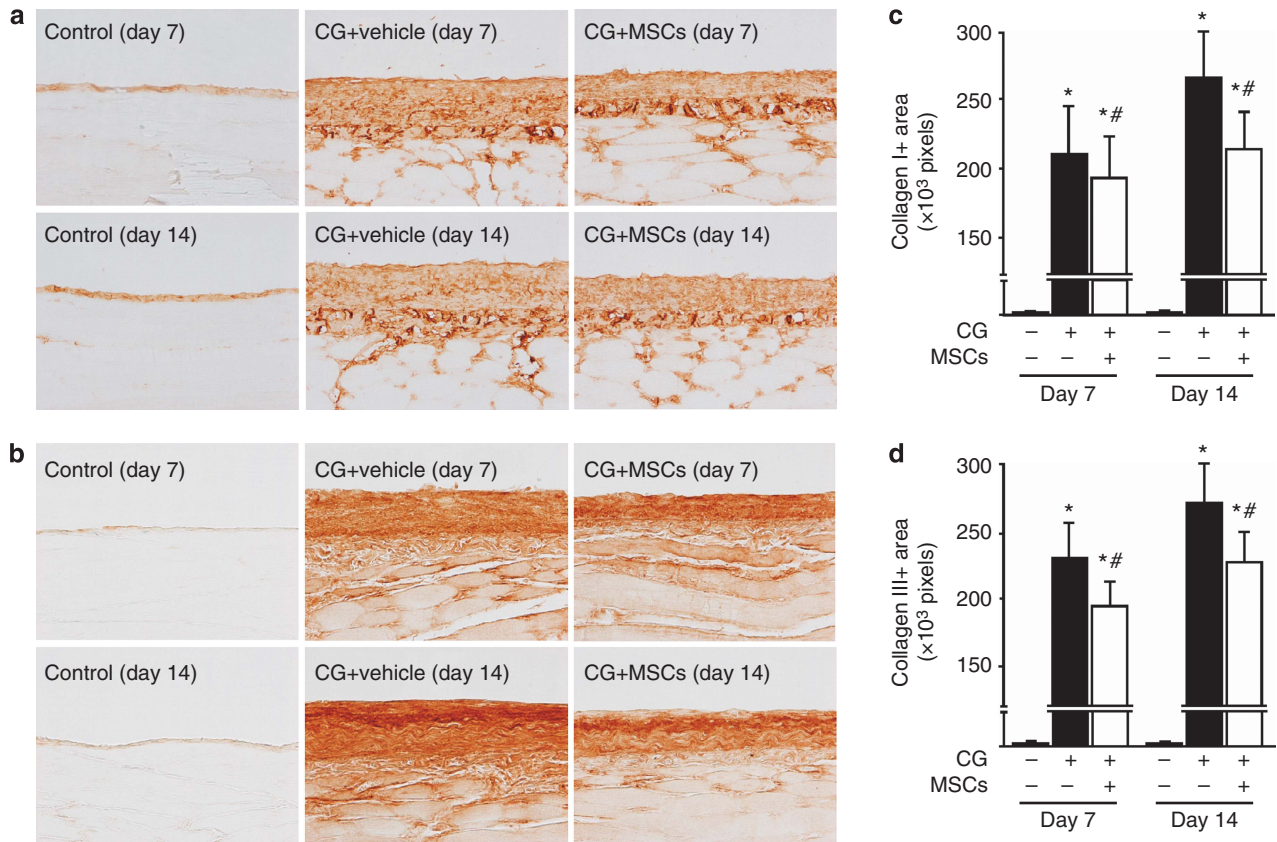 a
Control (day 7)
CG+vehicle (day 7)
CG+MSCs (day 7)
Control (day 14)
CG+vehicle (day 14)
CG+MSCs (day 14)
b
Control (day 7)
CG+vehicle (day 7)
CG+MSCs (day 7)
Control (day 14)
CG+vehicle (day 14)
CG+MSCs (day 14)
c
Collagen I+ area
(×10³ pixels)
300
250
200
150
* *# * *#
CG – + + – + +
MSCs – – + – – +
Day 7 Day 14
d
Collagen III+ area
(×10³ pixels)
300
250
200
150
* *# * *#
CG – + + – + +
MSCs – – + – – +
Day 7 Day 14